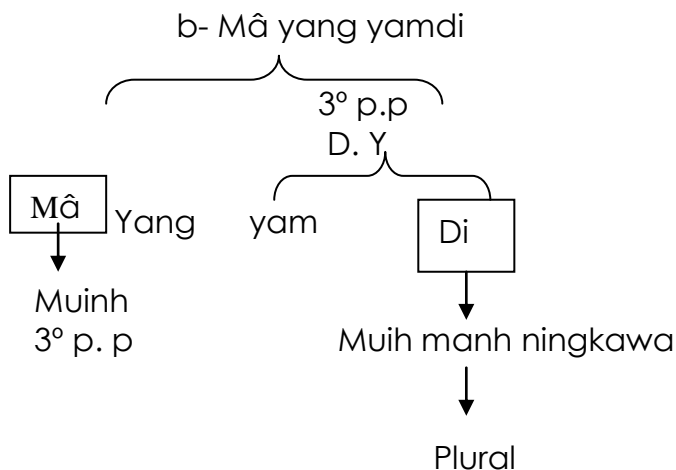 b- Mâ yang yamdi
3º p.p
D. Y
Mâ Yang yam Di
Muinh
3º p. p
Muih manh ningkawa
Plural